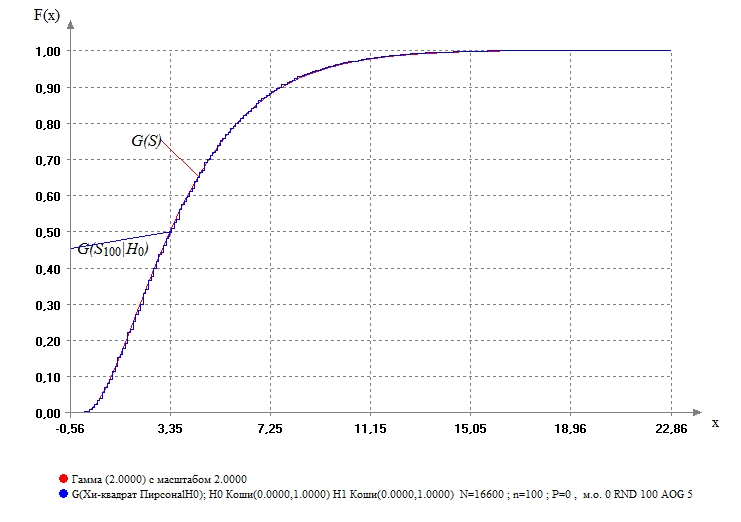 F(x)
1,00
0,90
0,80
G(S)
0,70
0,60
0,50
G(S100|H0)
0,40
0,30
0,20
0,10
0,00
-0,56 3,35 7,25 11,15 15,05 18,96 22,86 x
Гамма (2.0000) с масштабом 2.0000
G(Хи-квадрат Пирсона|H0); H0 Коши(0.0000,1.0000) H1 Коши(0.0000,1.0000) N=16600 ; n=100 ; P=0 , м.о. 0 RND 100 AOG 5